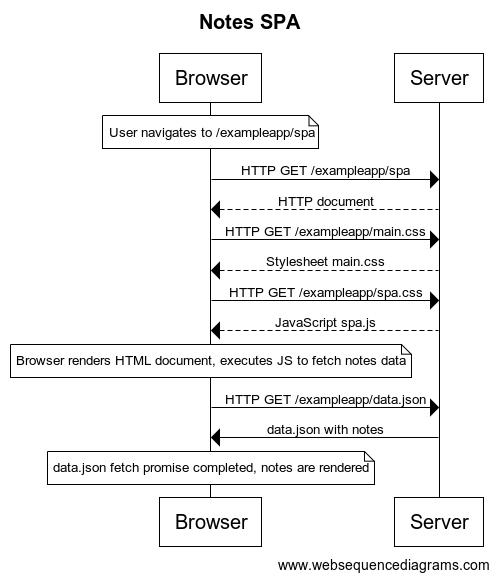 Notes SPA
Browser
Server
User navigates to /exampleapp/spa
HTTP GET /exampleapp/spa
HTTP document
HTTP GET /exampleapp/main.css
Stylesheet main.css
HTTP GET /exampleapp/spa.css
JavaScript spa.js
Browser renders HTML document, executes JS to fetch notes data
HTTP GET /exampleapp/data.json
data.json with notes
data.json fetch promise completed, notes are rendered
Browser
Server
www.websequencediagrams.com